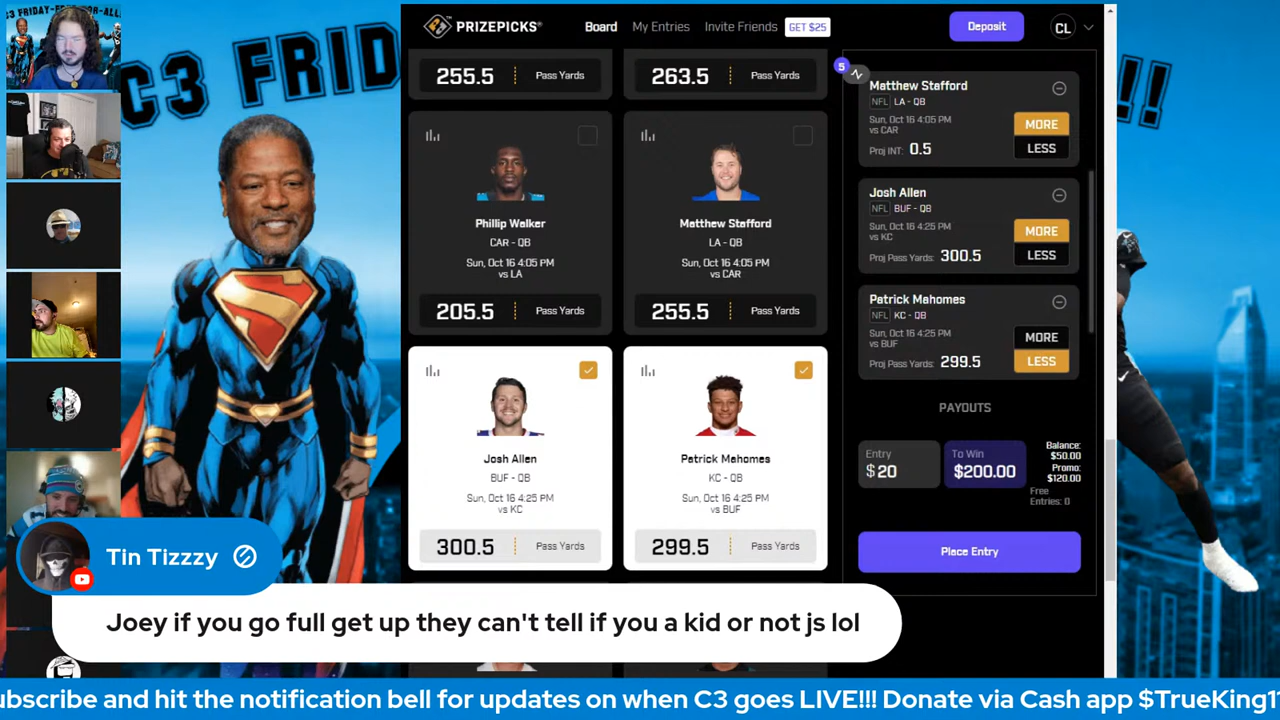 C3 FRIDAY-F
OR-ALL
C3 FRID
!!
PRIZEPICKS
Board
My Entries
Invite Friends
GET $25
Deposit
CL
255.5
Pass Yards
263.5
Pass Yards
Phillip Walker
CAR - QB
Sun, Oct 16 4:05 PM
vs LA
205.5
Pass Yards
Matthew Stafford
LA - QB
Sun, Oct 16 4:05 PM
vs CAR
255.5
Pass Yards
Josh Allen
BUF - QB
Sun, Oct 16 4:25 PM
vs KC
300.5
Pass Yards
Patrick Mahomes
KC - QB
Sun, Oct 16 4:25 PM
vs BUF
299.5
Pass Yards
5
Matthew Stafford
NFL LA - QB
Sun, Oct 16 4:05 PM
vs CAR
Proj INT: 0.5
MORE
LESS
Josh Allen
NFL BUF - QB
Sun, Oct 16 4:25 PM
vs KC
Proj Pass Yards: 300.5
MORE
LESS
Patrick Mahomes
NFL KC - QB
Sun, Oct 16 4:25 PM
vs BUF
Proj Pass Yards: 299.5
MORE
LESS
PAYOUTS
Entry
$20
To Win
$200.00
Balance:
$50.00
Promo:
$120.00
Free
Entries: 0
Place Entry
Tin Tizzzy
Joey if you go full get up they can't tell if you a kid or not js lol
ubscribe and hit the notification bell for updates on when C3 goes LIVE!!! Donate via Cash app $TrueKing1